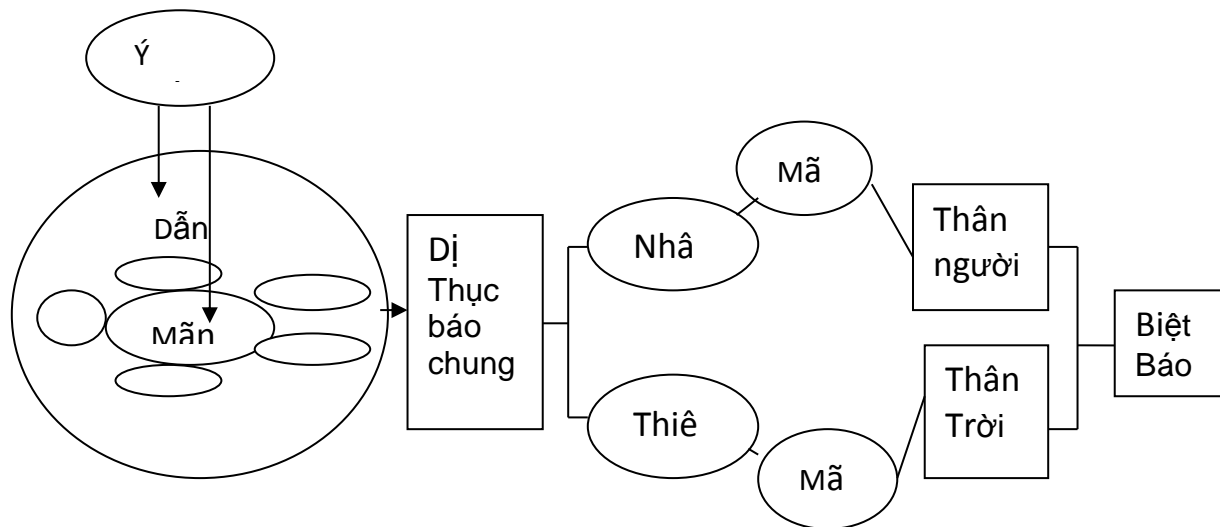 Ý
Dẫn
Mãn
Dị
Thục
báo
chung
Nhâ
Mã
Thiê
Mã
Thân
người
Thân
Trời
Biệt
Báo